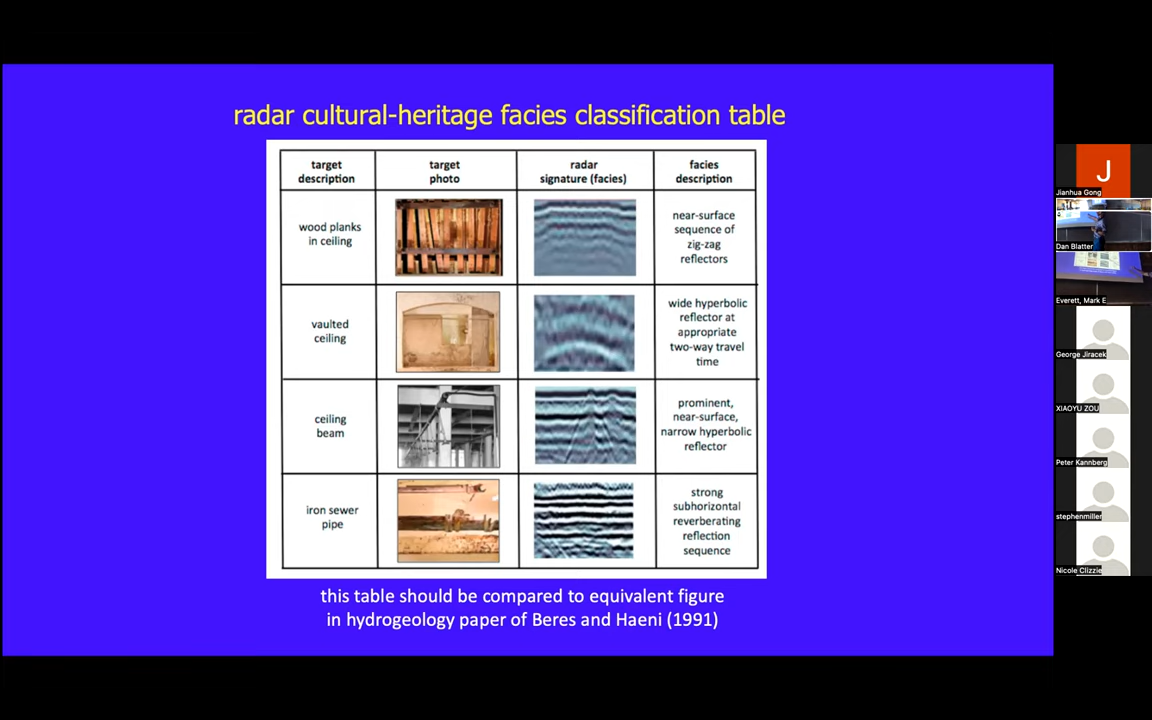 radar cultural-heritage facies classification table
target description
target photo
radar signature (facies)
facies description
wood planks in ceiling
near-surface sequence of zig-zag reflectors
vaulted ceiling
wide hyperbolic reflector at appropriate two-way travel time
ceiling beam
prominent, near-surface, narrow hyperbolic reflector
iron sewer pipe
strong subhorizontal reverberating reflection sequence
this table should be compared to equivalent figure
in hydrogeology paper of Beres and Haeni (1991)
J
Jianhua Gong
Dan Blatter
Everett, Mark E
George Jiracek
XIAOYU ZOU
Peter Kannberg
stephenmiller
Nicole Clizzie